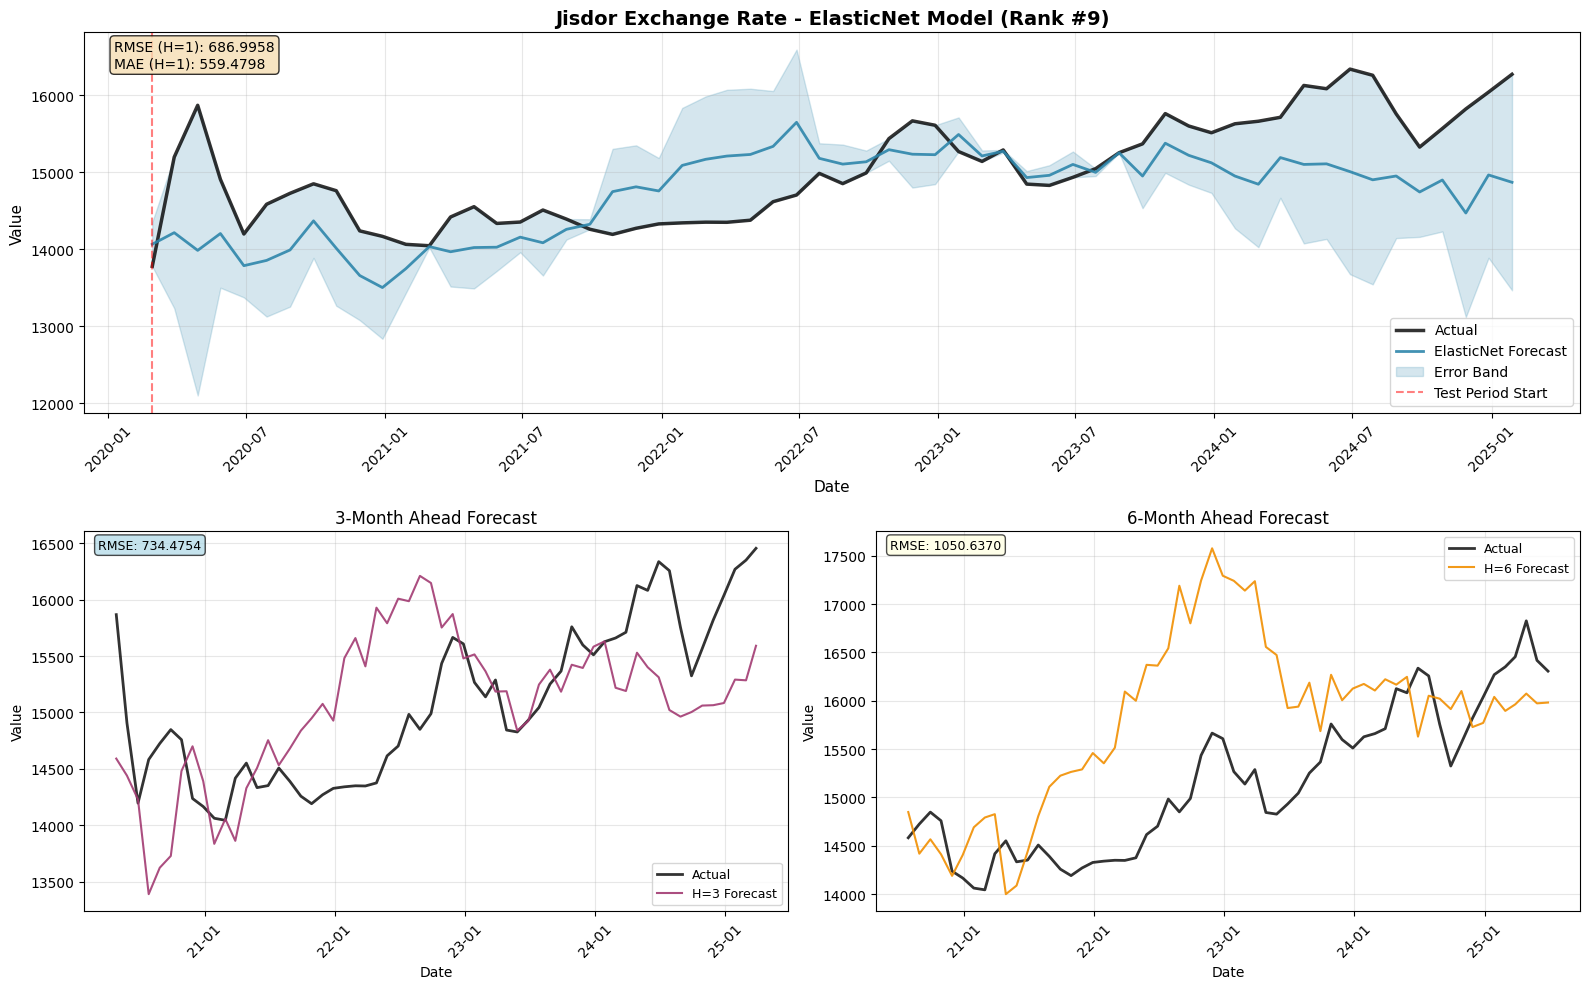 Jisdor Exchange Rate - ElasticNet Model (Rank #9)
RMSE (H=1): 686.9958
MAE (H=1): 559.4798
Value
16000
15000
14000
13000
12000
Actual
ElasticNet Forecast
Error Band
Test Period Start
2020-01
2020-07
2021-01
2021-07
2022-01
2022-07
2023-01
2023-07
2024-01
2024-07
2025-01
Date
3-Month Ahead Forecast
RMSE: 734.4754
Value
16500
16000
15500
15000
14500
14000
13500
Actual
H=3 Forecast
21-01
22-01
23-01
24-01
25-01
Date
6-Month Ahead Forecast
RMSE: 1050.6370
Actual
H=6 Forecast
Value
17500
17000
16500
16000
15500
15000
14500
14000
21-01
22-01
23-01
24-01
25-01
Date